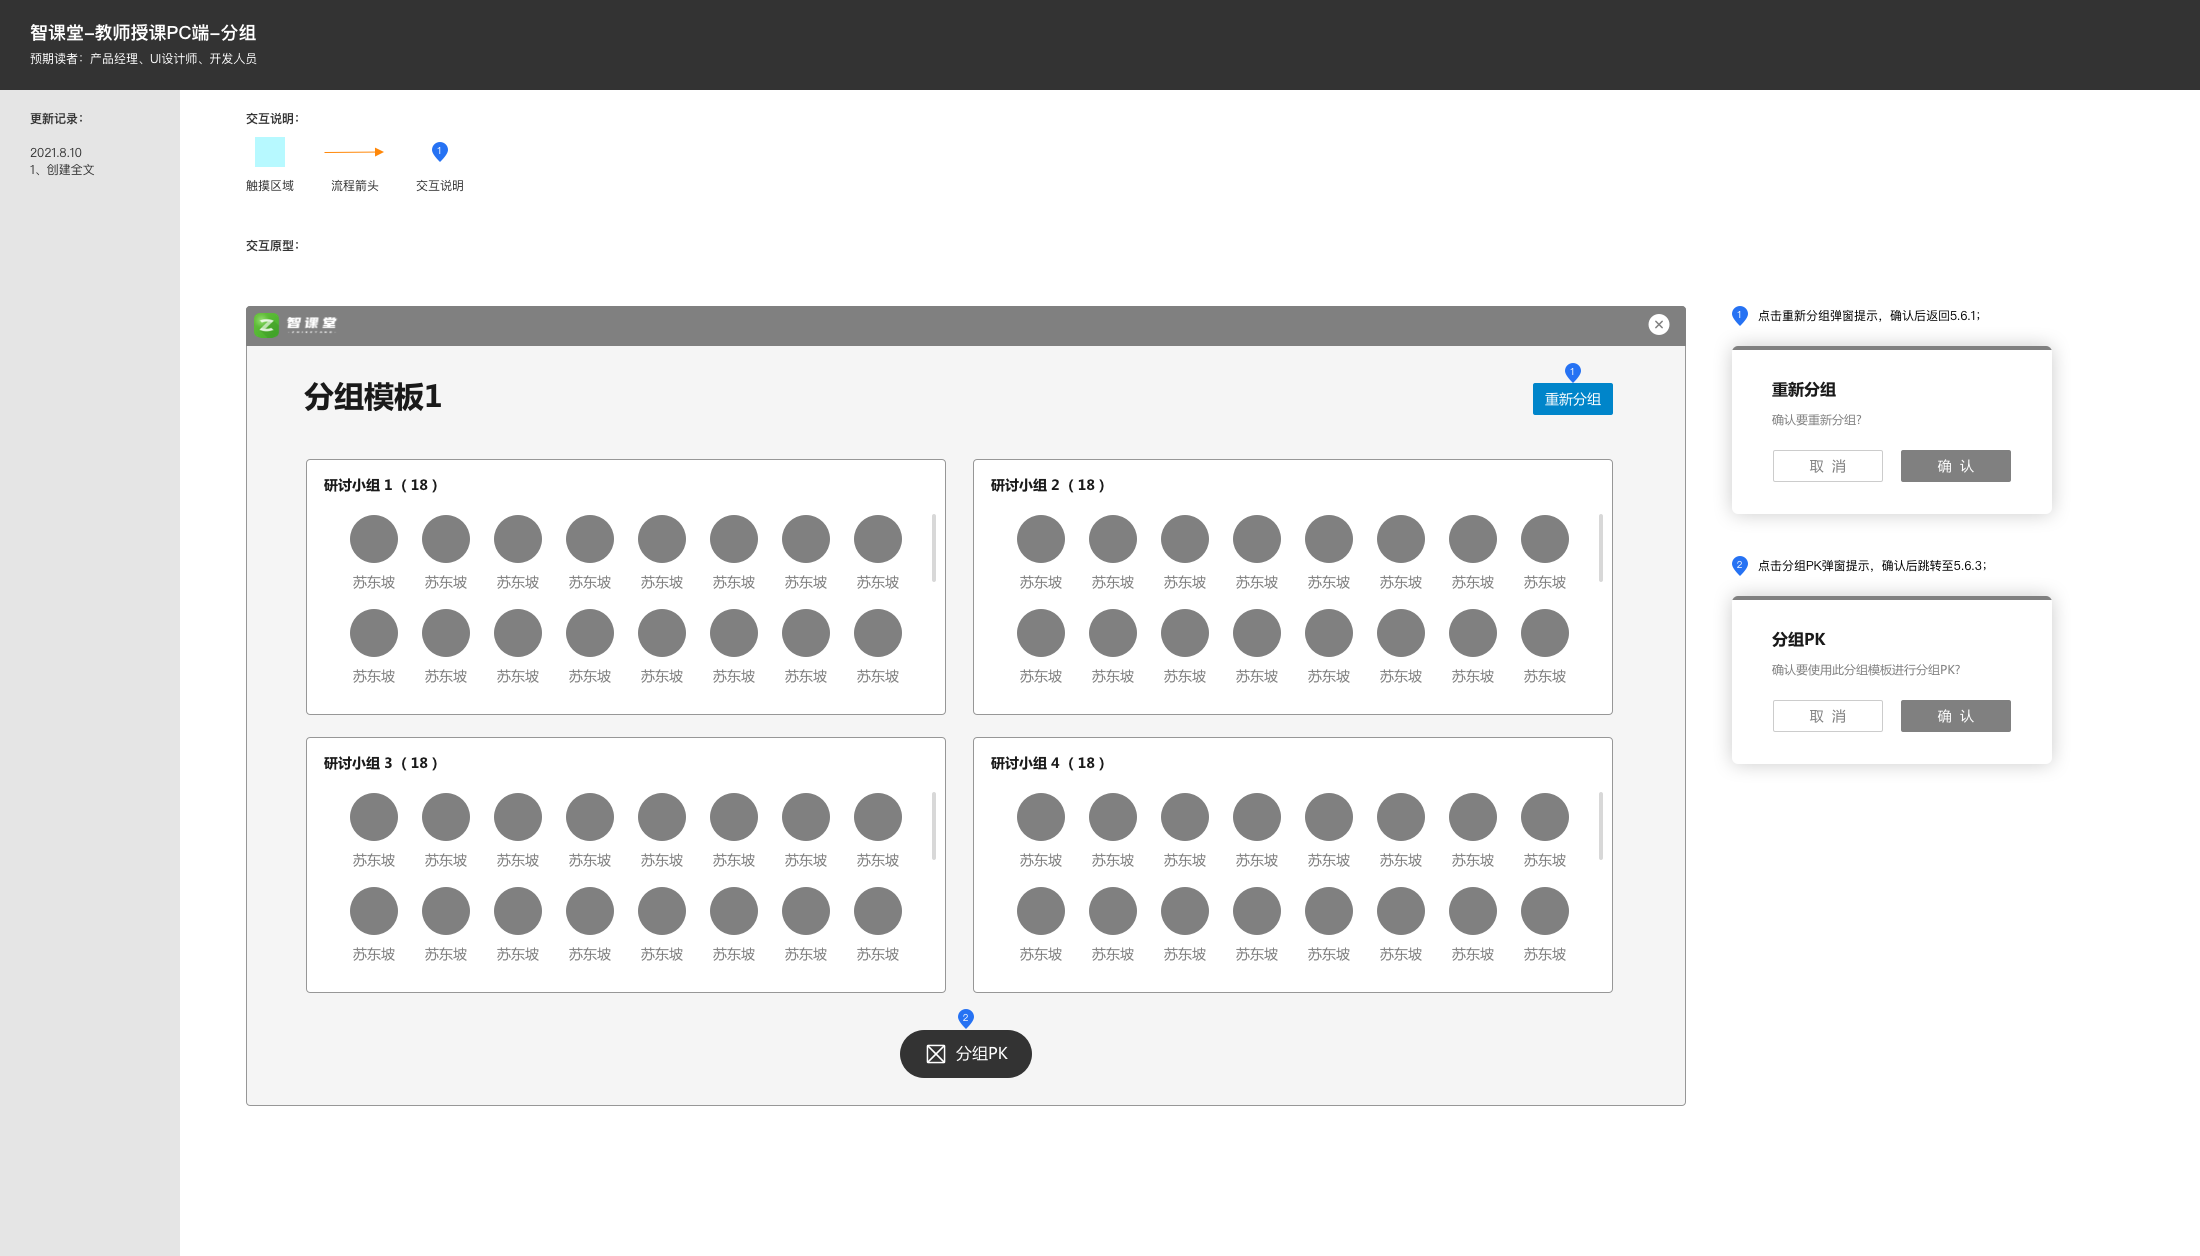 智课堂-教师授课PC端-分组
预期读者：产品经理、UI设计师、开发人员
更新记录：
2021.8.10
1、创建全文
交互说明：
1
触摸区域 流程箭头 交互说明
交互原型：
智课堂
分组模板1
1
重新分组
研讨小组 1（ 18 ）
苏东坡 苏东坡 苏东坡 苏东坡 苏东坡 苏东坡 苏东坡 苏东坡
苏东坡 苏东坡 苏东坡 苏东坡 苏东坡 苏东坡 苏东坡 苏东坡
研讨小组 2（ 18 ）
苏东坡 苏东坡 苏东坡 苏东坡 苏东坡 苏东坡 苏东坡 苏东坡
苏东坡 苏东坡 苏东坡 苏东坡 苏东坡 苏东坡 苏东坡 苏东坡
研讨小组 3（ 18 ）
苏东坡 苏东坡 苏东坡 苏东坡 苏东坡 苏东坡 苏东坡 苏东坡
苏东坡 苏东坡 苏东坡 苏东坡 苏东坡 苏东坡 苏东坡 苏东坡
研讨小组 4（ 18 ）
苏东坡 苏东坡 苏东坡 苏东坡 苏东坡 苏东坡 苏东坡 苏东坡
苏东坡 苏东坡 苏东坡 苏东坡 苏东坡 苏东坡 苏东坡 苏东坡
2
分组PK
1 点击重新分组弹窗提示，确认后返回5.6.1；
重新分组
确认要重新分组?
取 消 确 认
2 点击分组PK弹窗提示，确认后跳转至5.6.3；
分组PK
确认要使用此分组模板进行分组PK?
取 消 确 认